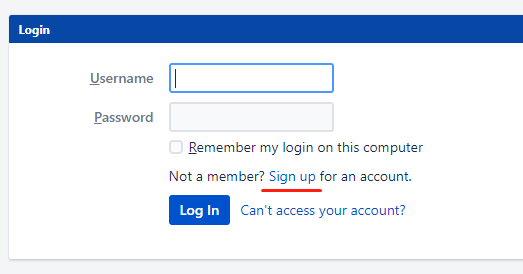 Login
Username
Password
Remember my login on this computer
Not a member? Sign up for an account.
Log In Can't access your account?